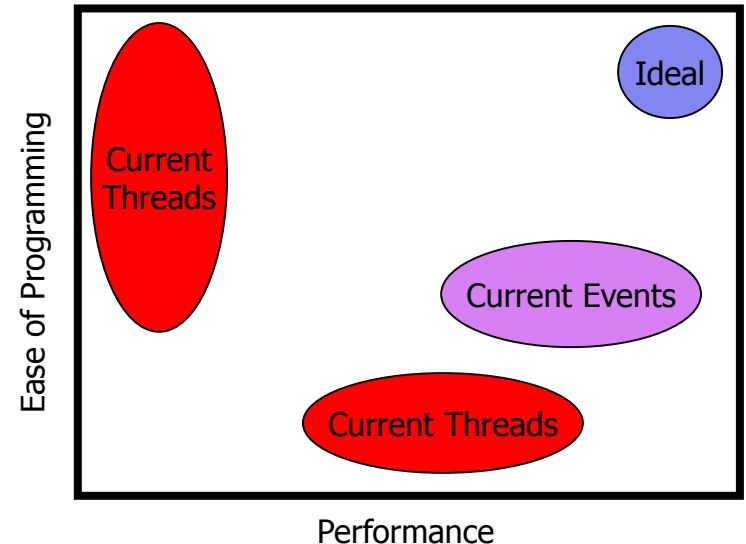 Ideal
Current
Threads
Ease of Programming
Current Events
Current Threads
Performance